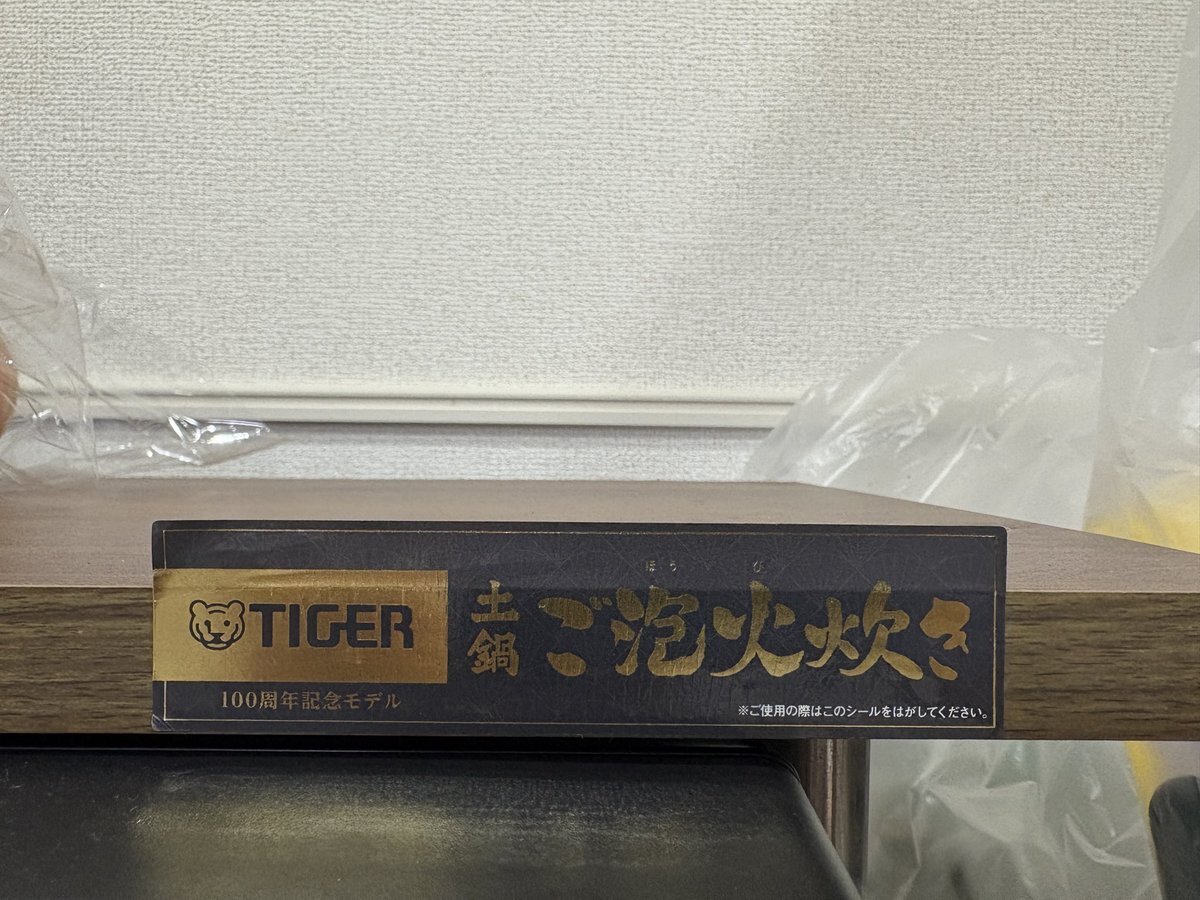 TIGER
100周年記念モデル
土鍋
ほう び
ご泡火炊き
※ご使用の際はこのシールをはがしてください。